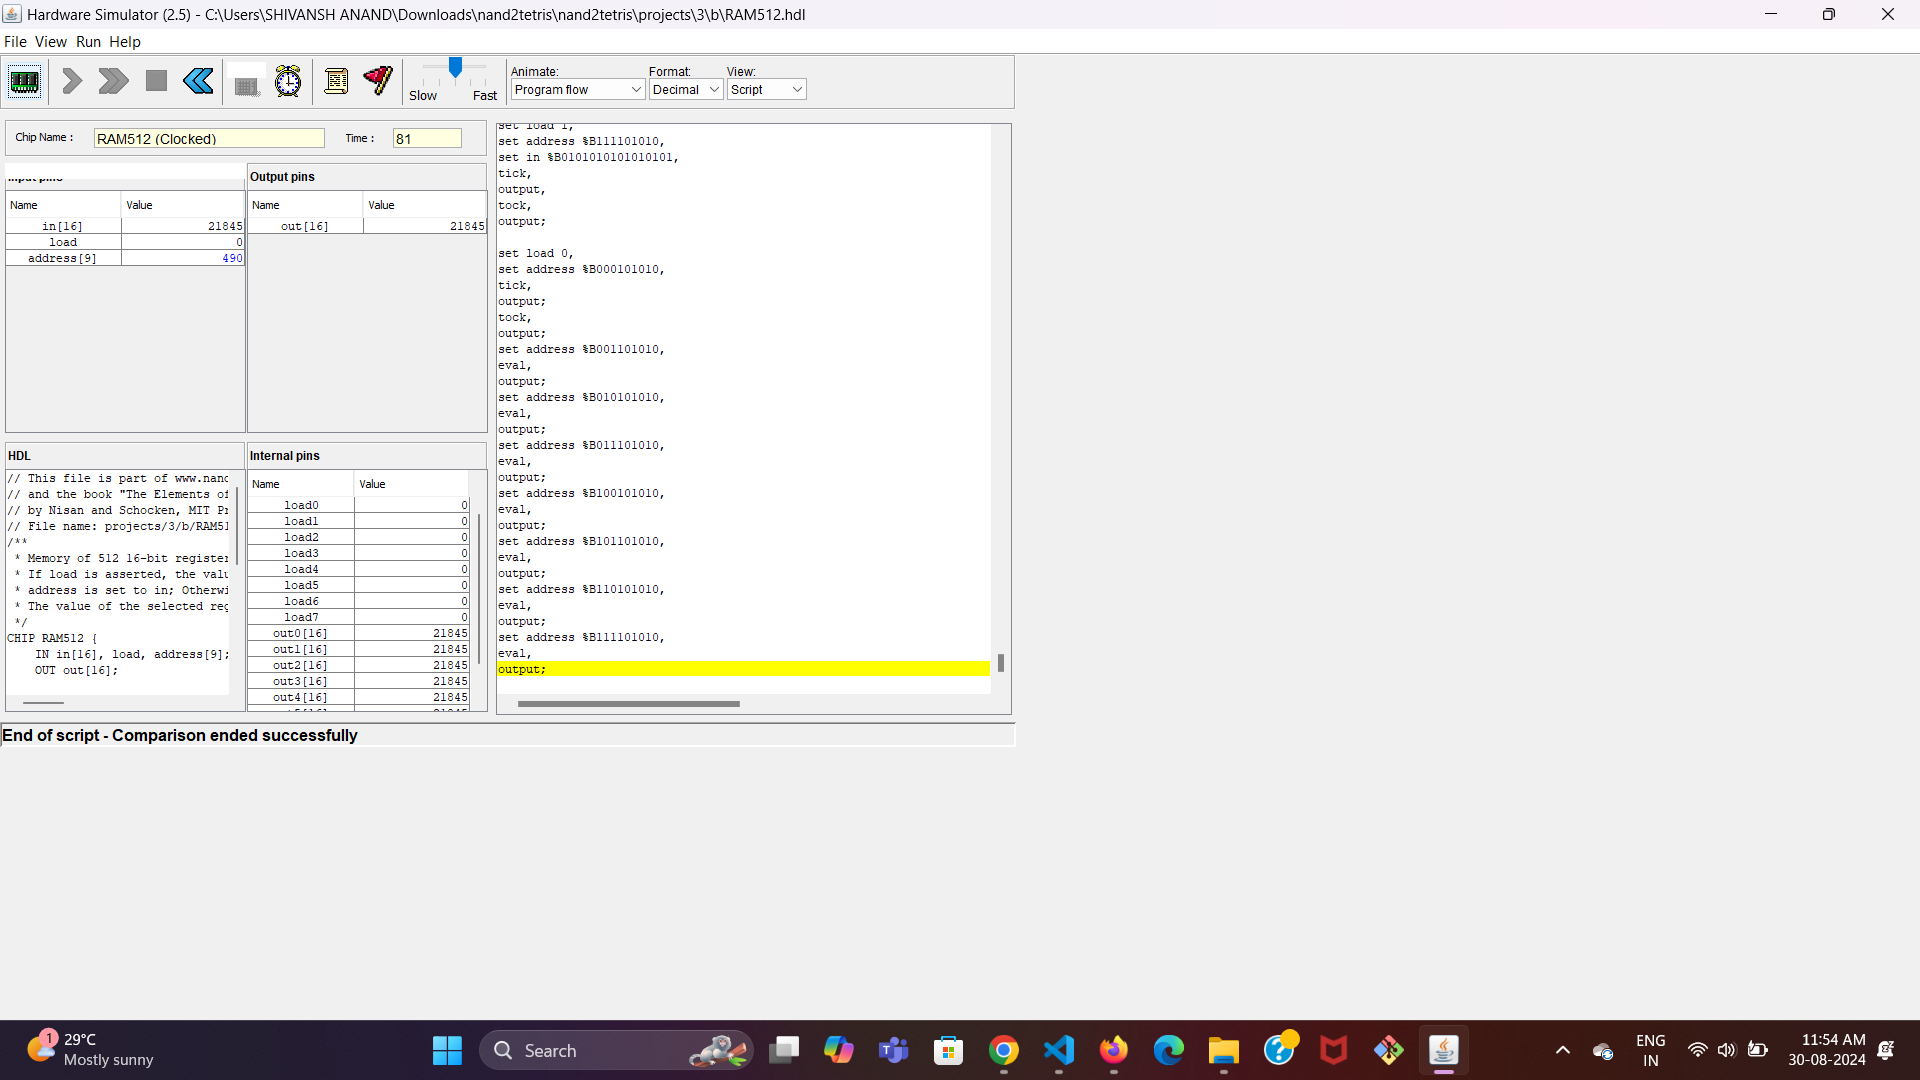 Hardware Simulator (2.5) - C:\Users\SHIVANSH ANAND\Downloads\nand2tetris\nand2tetris\projects\3\b\RAM512.hdl
File View Run Help
Slow Fast
Animate:
Program flow
Format:
Decimal
View:
Script
Chip Name : RAM512 (Clocked) Time : 81
Input pins
Name Value
in[16] 21845
load 0
address[9] 490
Output pins
Name Value
out[16] 21845
HDL
// This file is part of www.nand
// and the book "The Elements of
// by Nisan and Schocken, MIT Pr
// File name: projects/3/b/RAM51
/**
* Memory of 512 16-bit register
* If load is asserted, the valu
* address is set to in; Otherwi
* The value of the selected reg
*/
CHIP RAM512 {
IN in[16], load, address[9];
OUT out[16];
Internal pins
Name Value
load0 0
load1 0
load2 0
load3 0
load4 0
load5 0
load6 0
load7 0
out0[16] 21845
out1[16] 21845
out2[16] 21845
out3[16] 21845
out4[16] 21845
set load 1,
set address %B111101010,
set in %B0101010101010101,
tick,
output,
tock,
output;
set load 0,
set address %B000101010,
tick,
output;
tock,
output;
set address %B001101010,
eval,
output;
set address %B010101010,
eval,
output;
set address %B011101010,
eval,
output;
set address %B100101010,
eval,
output;
set address %B101101010,
eval,
output;
set address %B110101010,
eval,
output;
set address %B111101010,
eval,
output;
End of script - Comparison ended successfully
1
29°C
Mostly sunny
Search
ENG
IN
11:54 AM
30-08-2024